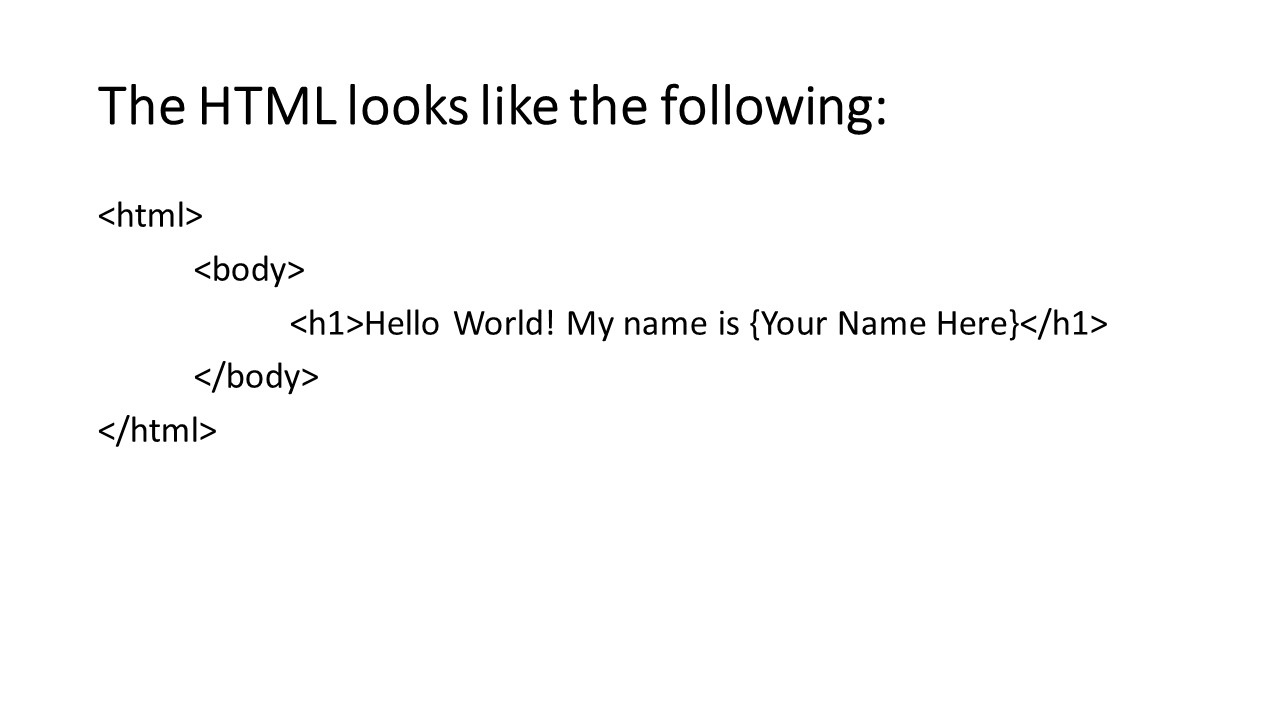 The HTML looks like the following:
<html>
<body>
<h1>Hello World! My name is {Your Name Here}</h1>
</body>
</html>